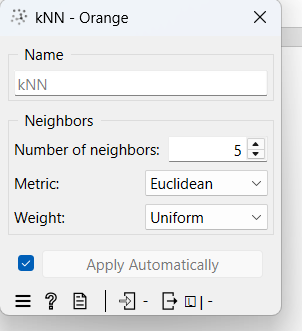 kNN - Orange
Name
kNN
Neighbors
Number of neighbors: 5
Metric: Euclidean
Weight: Uniform
Apply Automatically
? - | -